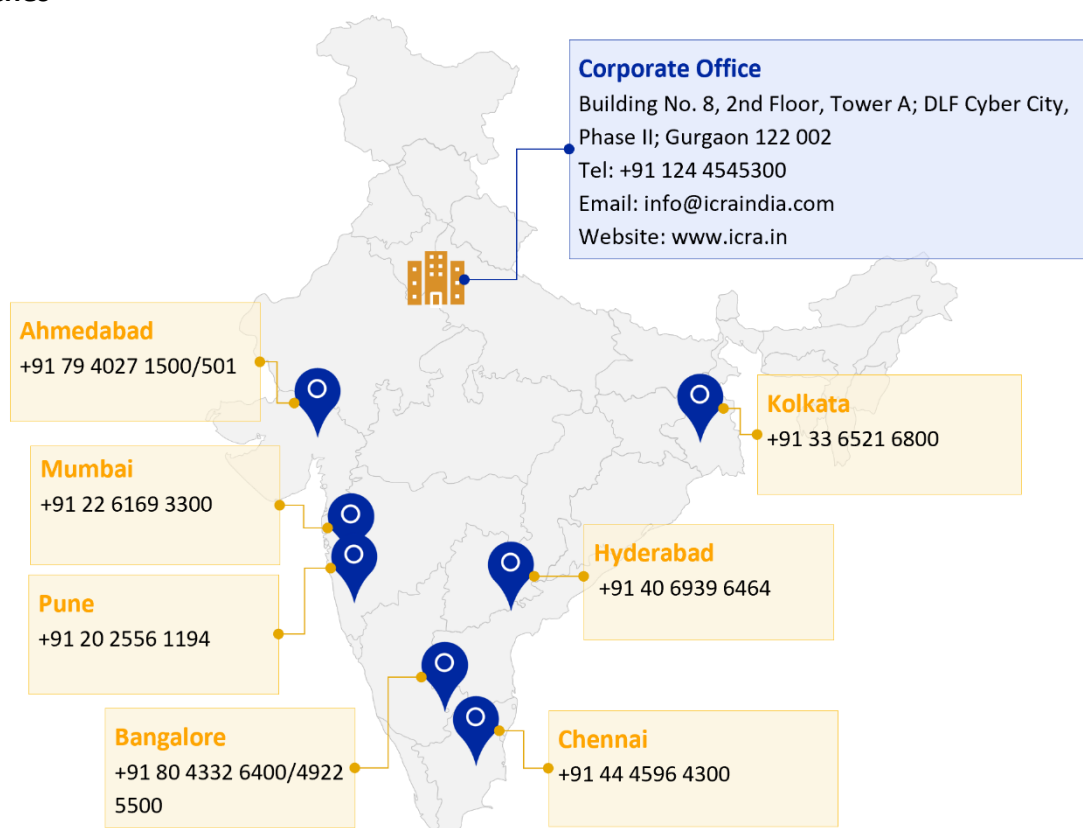 Corporate Office
Building No. 8, 2nd Floor, Tower A; DLF Cyber City,
Phase II; Gurgaon 122 002
Tel: +91 124 4545300
Email: info@icraindia.com
Website: www.icra.in
Ahmedabad
+91 79 4027 1500/501
Kolkata
+91 33 6521 6800
Mumbai
+91 22 6169 3300
Hyderabad
+91 40 6939 6464
Pune
+91 20 2556 1194
Bangalore
+91 80 4332 6400/4922
5500
Chennai
+91 44 4596 4300